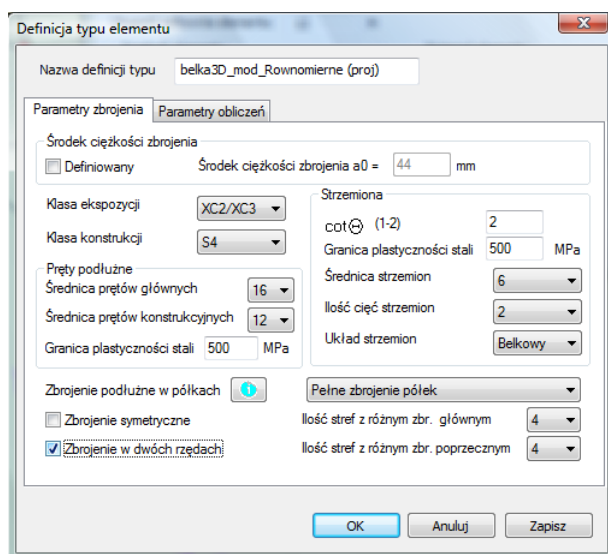 Definicja typu elementu
Nazwa definicji typu belka3D_mod_Rownomierne (proj)
Parametry zbrojenia Parametry obliczeń
Środek ciężkości zbrojenia
Definiowany Środek ciężkości zbrojenia a0 = 44 mm
Klasa ekspozycji XC2/XC3
Klasa konstrukcji S4
Pręty podłużne
Średnica prętów głównych 16
Średnica prętów konstrukcyjnych 12
Granica plastyczności stali 500 MPa
Strzemiona
cotΘ (1-2) 2
Granica plastyczności stali 500 MPa
Średnica strzemion 6
Ilość cięć strzemion 2
Układ strzemion Belkowy
Zbrojenie podłużne w półkach i Pełne zbrojenie półek
Zbrojenie symetryczne Ilość stref z różnym zbr. głównym 4
Zbrojenie w dwóch rzędach Ilość stref z różnym zbr. poprzecznym 4
OK Anuluj Zapisz